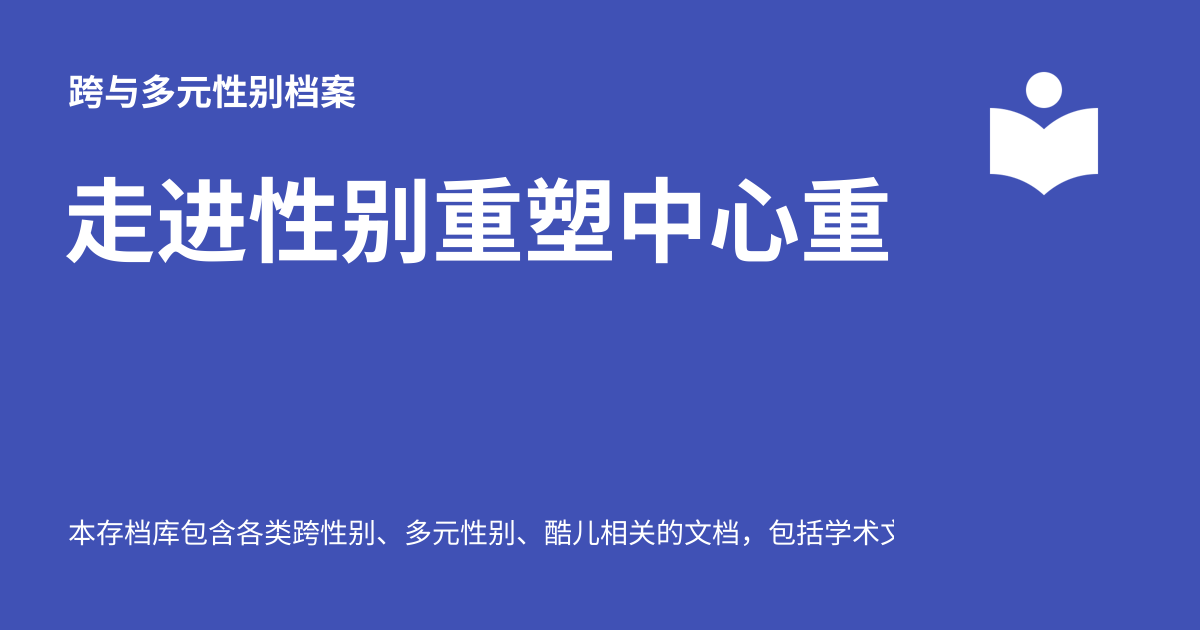 跨与多元性别档案
走进性别重塑中心重
本存档库包含各类跨性别、多元性别、酷儿相关的文档，包括学术文